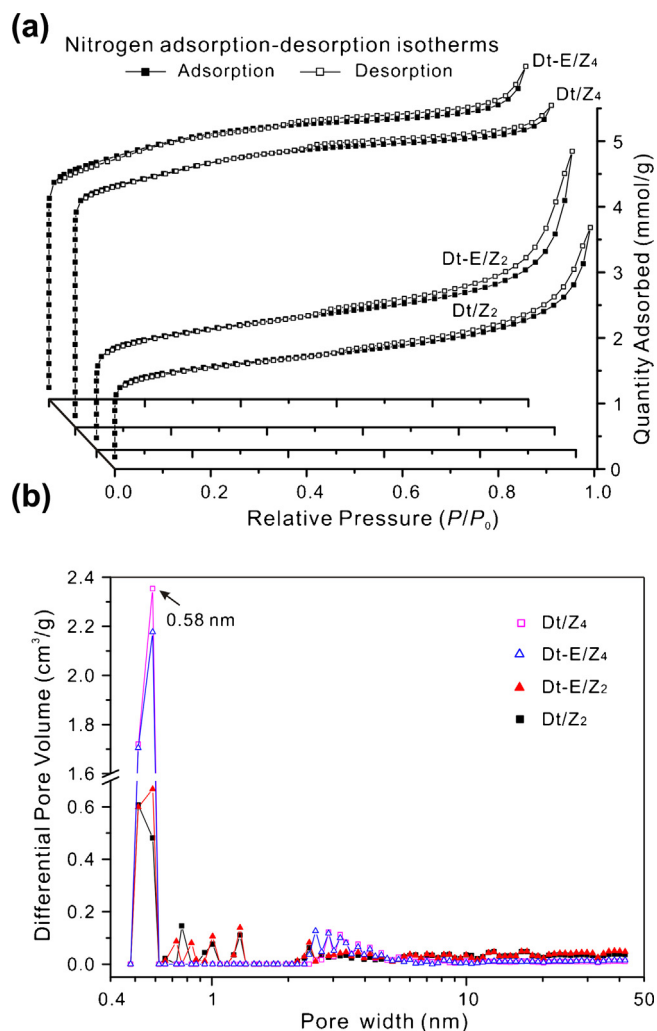 (a)
Nitrogen adsorption-desorption isotherms
Adsorption Desorption
Dt-E/Z4
Dt/Z4
Dt-E/Z2
Dt/Z2
5
4
3
2
1
0
Quantity Adsorbed (mmol/g)
0.0 0.2 0.4 0.6 0.8 1.0
Relative Pressure (P/P0)
(b)
2.4
2.2
2.0
1.8
1.6
0.6
0.4
0.2
0.0
Differential Pore Volume (cm³/g)
0.58 nm
Dt/Z4
Dt-E/Z4
Dt-E/Z2
Dt/Z2
0.4 1 10 50
Pore width (nm)